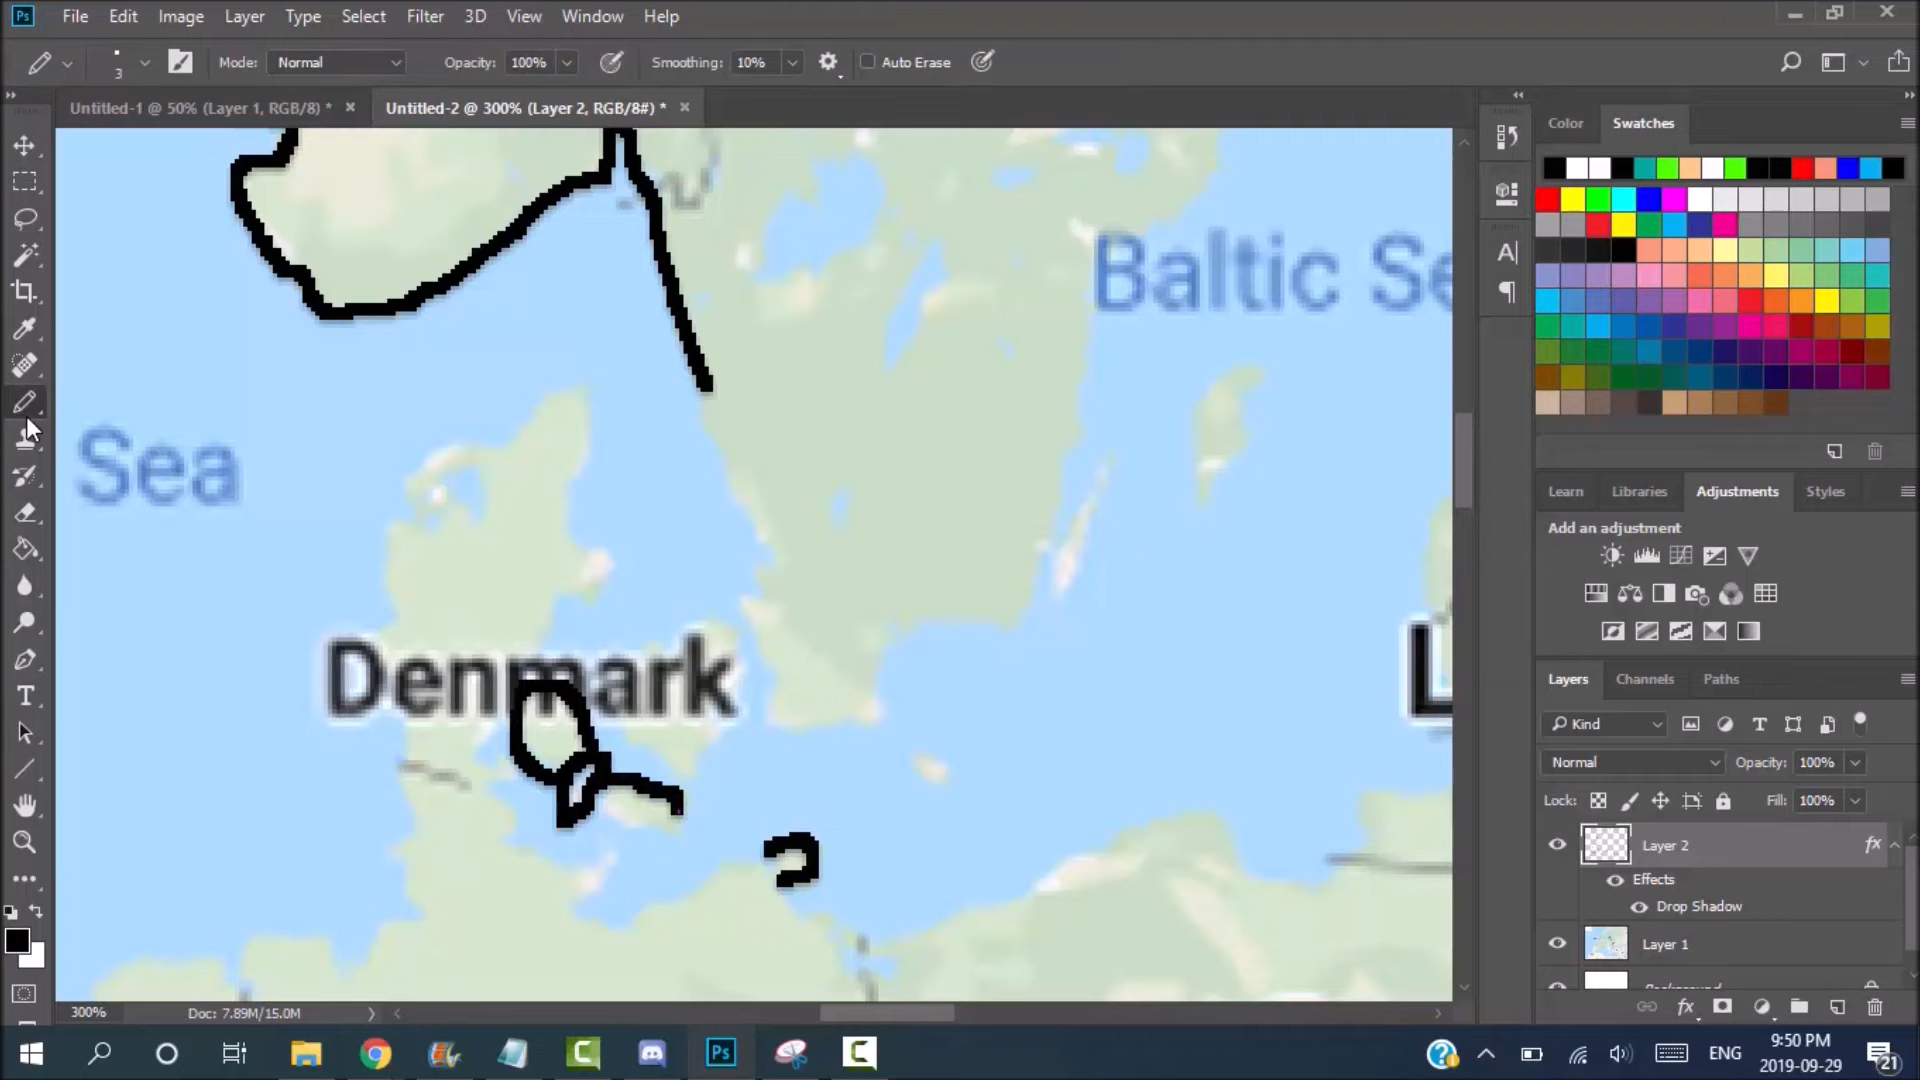 Ps File Edit Image Layer Type Select Filter 3D View Window Help
3 Mode: Normal Opacity: 100% Smoothing: 10% Auto Erase
Untitled-1 @ 50% (Layer 1, RGB/8) * × Untitled-2 @ 300% (Layer 2, RGB/8#) * ×
Color Swatches
Baltic Se
Sea
Denmark
L
Learn Libraries Adjustments Styles
Add an adjustment
Layers Channels Paths
Kind
Normal Opacity: 100%
Lock: Fill: 100%
Layer 2 fx
Effects
Drop Shadow
Layer 1
Background
300% Doc: 7.89M/15.0M
ENG 9:50 PM
2019-09-29 21